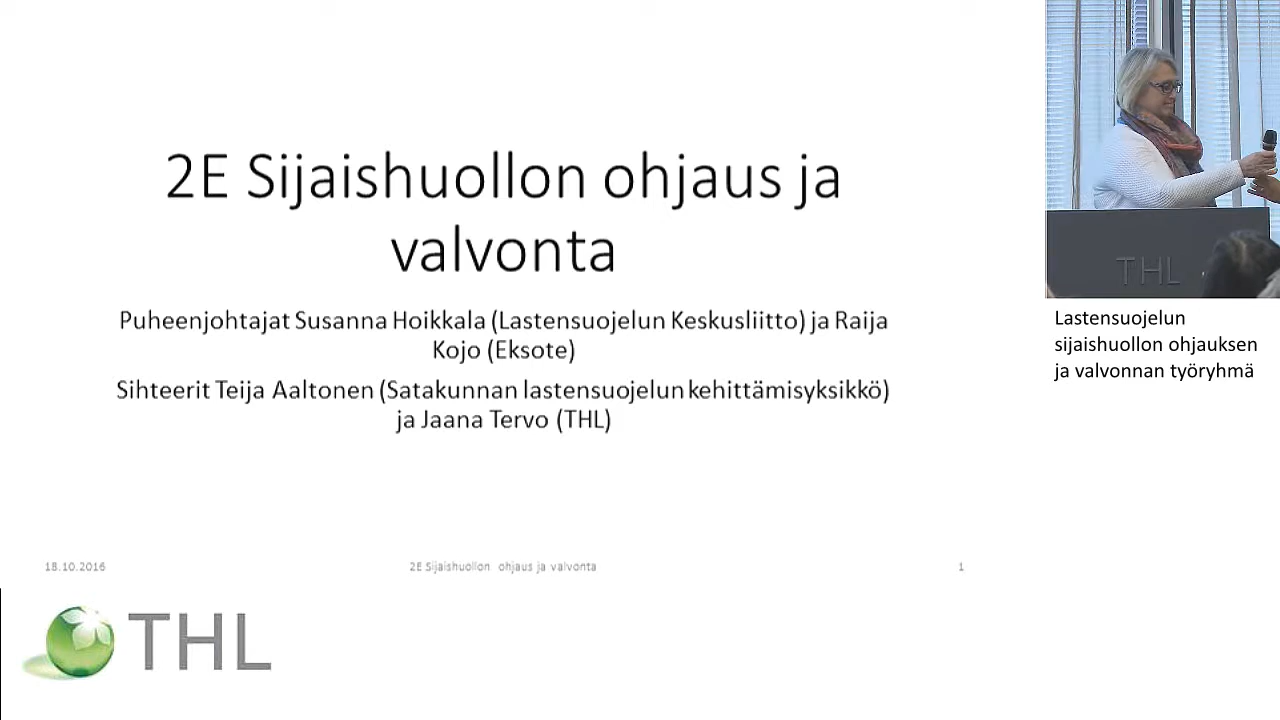 2E Sijaishuollon ohjaus ja
valvonta
Puheenjohtajat Susanna Hoikkala (Lastensuojelun Keskusliitto) ja Raija
Kojo (Eksote)
Sihteerit Teija Aaltonen (Satakunnan lastensuojelun kehittämisyksikkö)
ja Jaana Tervo (THL)
18.10.2016
2E Sijaishuollon ohjaus ja valvonta
1
THL
THL
Lastensuojelun
sijaishuollon ohjauksen
ja valvonnan työryhmä